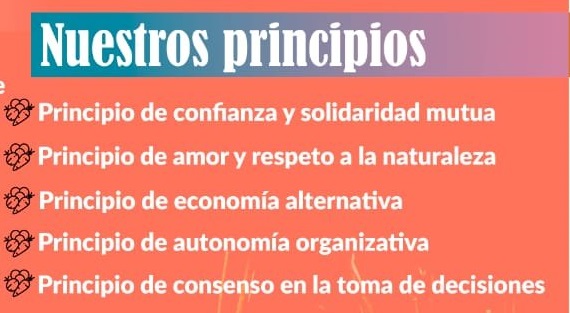 Nuestros principios
e
Principio de confianza y solidaridad mutua
Principio de amor y respeto a la naturaleza
Principio de economía alternativa
Principio de autonomía organizativa
Principio de consenso en la toma de decisiones